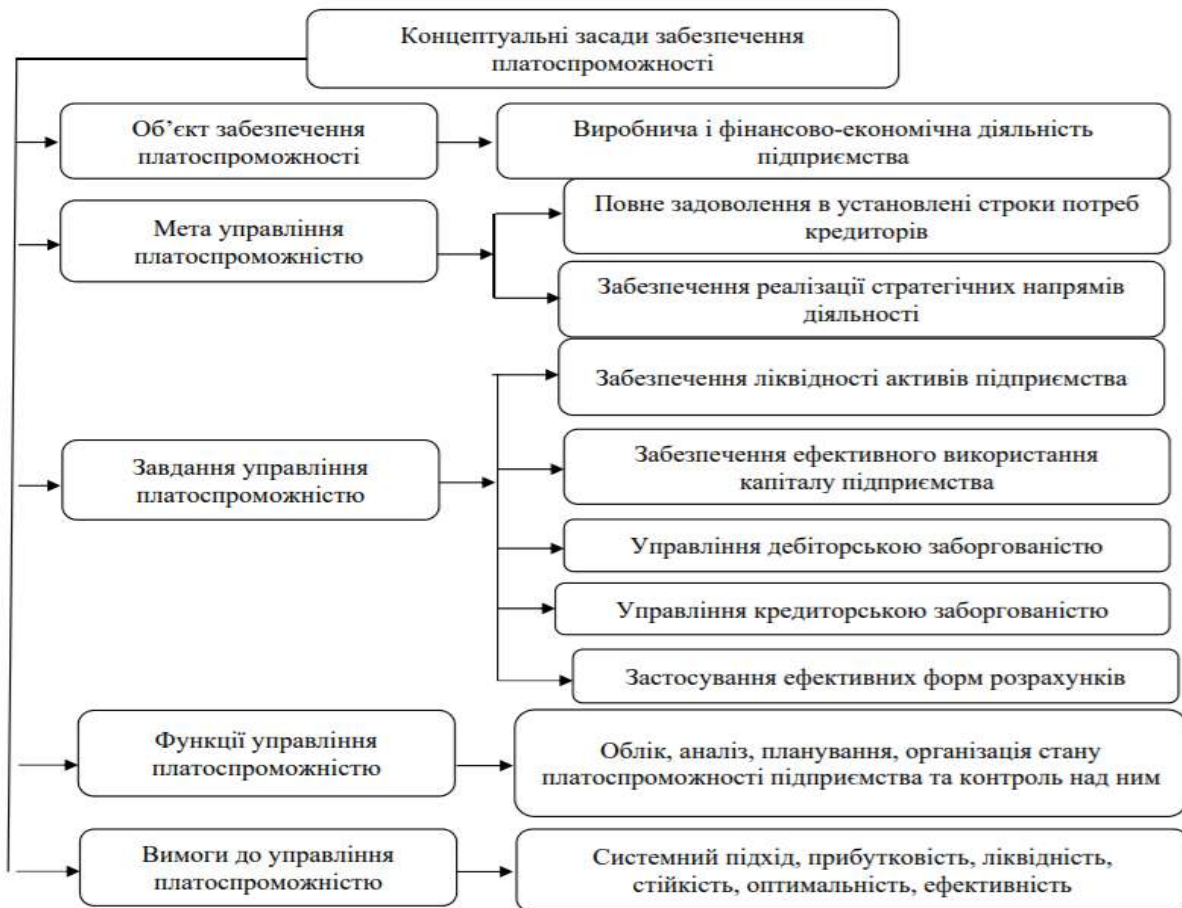 Концептуальні засади забезпечення
платоспроможності
Об’єкт забезпечення
платоспроможності
Виробнича і фінансово-економічна діяльність
підприємства
Мета управління
платоспроможністю
Повне задоволення в установлені строки потреб
кредиторів
Забезпечення реалізації стратегічних напрямів
діяльності
Завдання управління
платоспроможністю
Забезпечення ліквідності активів підприємства
Забезпечення ефективного використання
капіталу підприємства
Управління дебіторською заборгованістю
Управління кредиторською заборгованістю
Застосування ефективних форм розрахунків
Функції управління
платоспроможністю
Облік, аналіз, планування, організація стану
платоспроможності підприємства та контроль над ним
Вимоги до управління
платоспроможністю
Системний підхід, прибутковість, ліквідність,
стійкість, оптимальність, ефективність